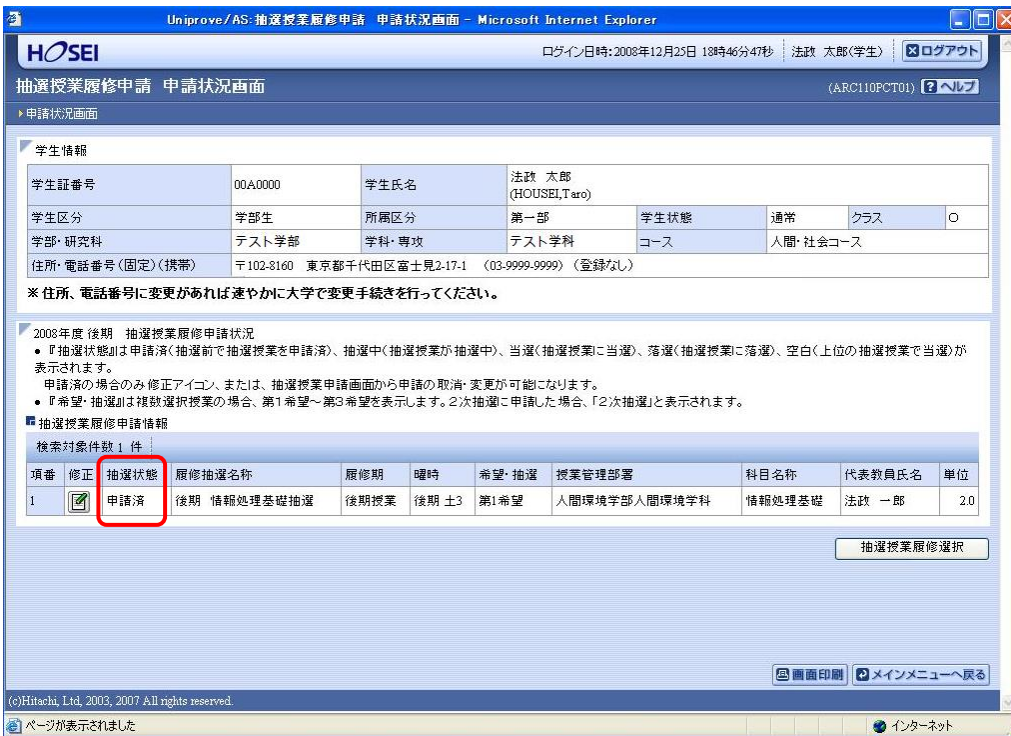 Uniprove/AS:抽選授業履修申請 申請状況画面 - Microsoft Internet Explorer
HOSEI
ログイン日時:2008年12月25日 18時46分47秒 法政 太郎(学生) ログアウト
抽選授業履修申請 申請状況画面 (ARC110PCT01) ? ヘルプ
申請状況画面
学生情報
学生証番号 00A0000 学生氏名 法政 太郎
(HOUSEI,Taro)
学生区分 学部生 所属区分 第一部 学生状態 通常 クラス O
学部・研究科 テスト学部 学科・専攻 テスト学科 コース 人間・社会コース
住所・電話番号(固定)(携帯) 〒102-8160 東京都千代田区富士見2-17-1 (03-9999-9999) (登録なし)
※住所、電話番号に変更があれば速やかに大学で変更手続きを行ってください。
2008年度 後期 抽選授業履修申請状況
● 『抽選状態』は申請済(抽選前で抽選授業を申請済)、抽選中(抽選授業が抽選中)、当選(抽選授業に当選)、落選(抽選授業に落選)、空白(上位の抽選授業で当選)が
表示されます。
申請済の場合のみ修正アイコン、または、抽選授業申請画面から申請の取消・変更が可能になります。
● 『希望・抽選』は複数選択授業の場合、第1希望~第3希望を表示します。2次抽選に申請した場合、「2次抽選」と表示されます。
抽選授業履修申請情報
検索対象件数 1 件
項番 修正 抽選状態 履修抽選名称 履修期 曜時 希望・抽選 授業管理部署 科目名称 代表教員氏名 単位
1 申請済 後期 情報処理基礎抽選 後期授業 後期 土3 第1希望 人間環境学部人間環境学科 情報処理基礎 法政 一郎 2.0
抽選授業履修選択
画面印刷 メインメニューへ戻る
(c)Hitachi, Ltd, 2003, 2007 All rights reserved.
ページが表示されました インターネット